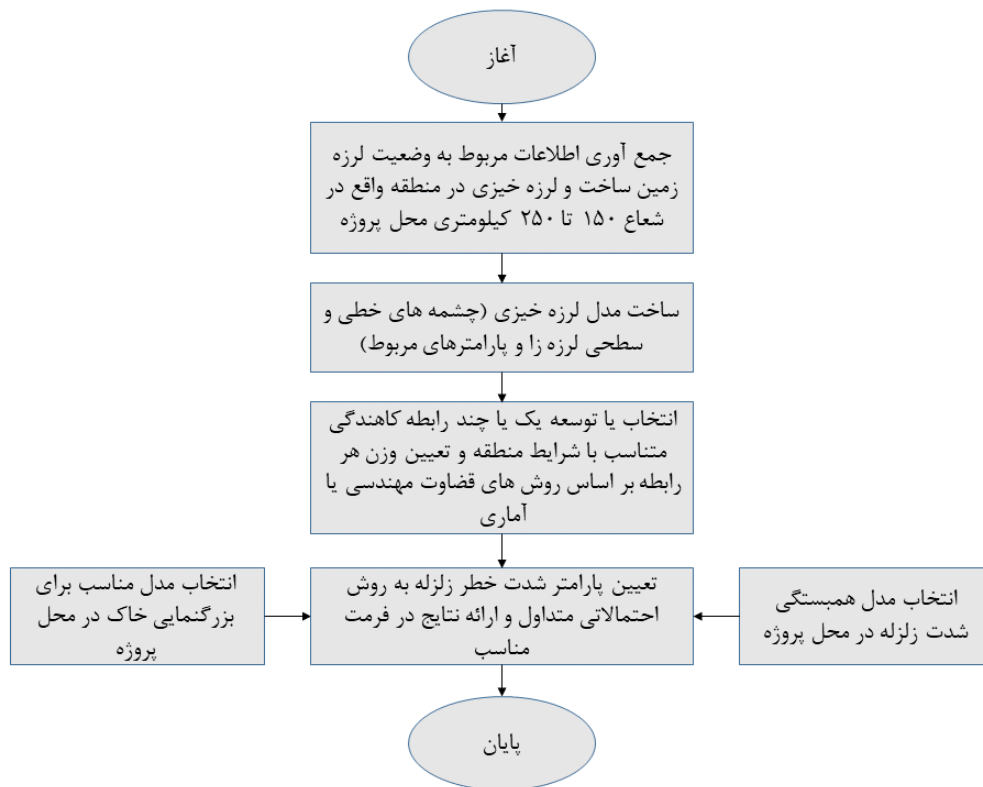 آغاز
جمع آوری اطلاعات مربوط به وضعیت لرزه
زمین ساخت و لرزه خیزی در منطقه واقع در
شعاع ۱۵۰ تا ۲۵۰ کیلومتری محل پروژه
ساخت مدل لرزه خیزی (چشمه های خطی و
سطحی لرزه زا و پارامترهای مربوط)
انتخاب یا توسعه یک یا چند رابطه کاهندگی
متناسب با شرایط منطقه و تعیین وزن هر
رابطه بر اساس روش های قضاوت مهندسی یا
آماری
انتخاب مدل همبستگی
شدت زلزله در محل پروژه
تعیین پارامتر شدت خطر زلزله به روش
احتمالاتی متداول و ارائه نتایج در فرمت
مناسب
انتخاب مدل مناسب برای
بزرگنمایی خاک در محل
پروژه
پایان